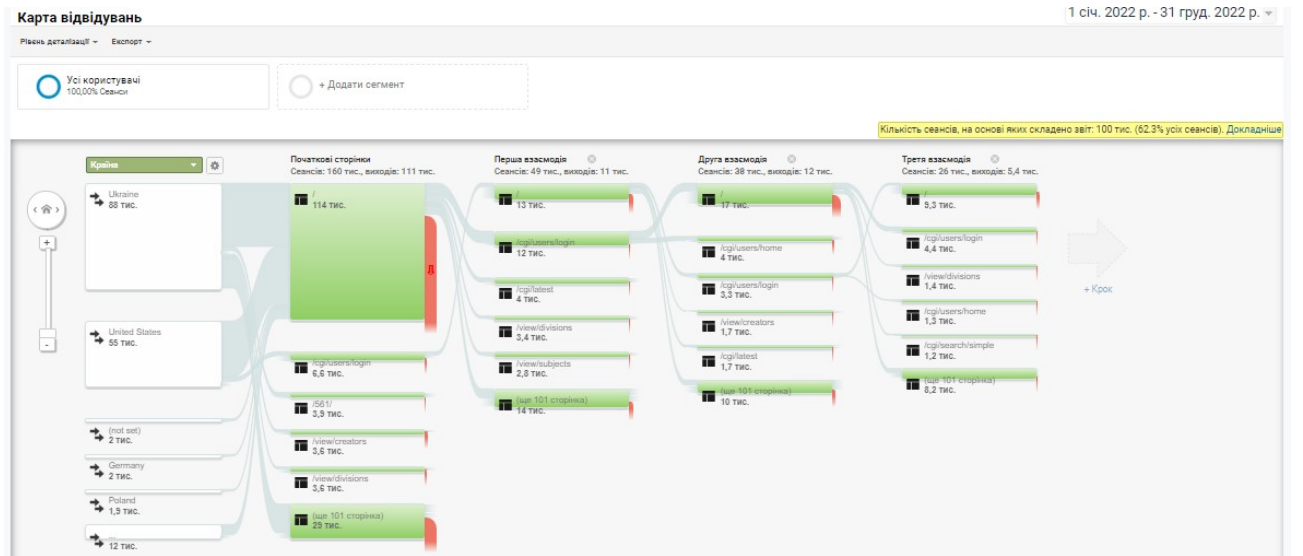 Карта відвідувань
1 січ. 2022 р. - 31 груд. 2022 р.
Рівень деталізації
Експорт
Усі користувачі
100,00% Сеанси
+ Додати сегмент
Кількість сеансів, на основі яких складено звіт: 100 тис. (62.3% усіх сеансів). Докладніше
Країна
Ukraine
88 тис.
United States
55 тис.
(not set)
2 тис.
Germany
2 тис.
Poland
1,9 тис.
...
12 тис.
Початкові сторінки
Сеансів: 160 тис., виходів: 111 тис.
/
114 тис.
/cgi/users/login
6,6 тис.
/561/
3,9 тис.
/view/creators
3,6 тис.
/view/divisions
3,6 тис.
(ще 101 сторінка)
29 тис.
Перша взаємодія
Сеансів: 49 тис., виходів: 11 тис.
/
13 тис.
/cgi/users/login
12 тис.
/cgi/latest
4 тис.
/view/divisions
3,4 тис.
/view/subjects
2,8 тис.
(ще 101 сторінка)
14 тис.
Друга взаємодія
Сеансів: 38 тис., виходів: 12 тис.
/
17 тис.
/cgi/users/home
4 тис.
/cgi/users/login
3,3 тис.
/view/creators
1,7 тис.
/cgi/latest
1,7 тис.
(ще 101 сторінка)
10 тис.
Третя взаємодія
Сеансів: 26 тис., виходів: 5,4 тис.
/
9,3 тис.
/cgi/users/login
4,4 тис.
/view/divisions
1,4 тис.
/cgi/users/home
1,3 тис.
/cgi/search/simple
1,2 тис.
(ще 101 сторінка)
8,2 тис.
+ Крок